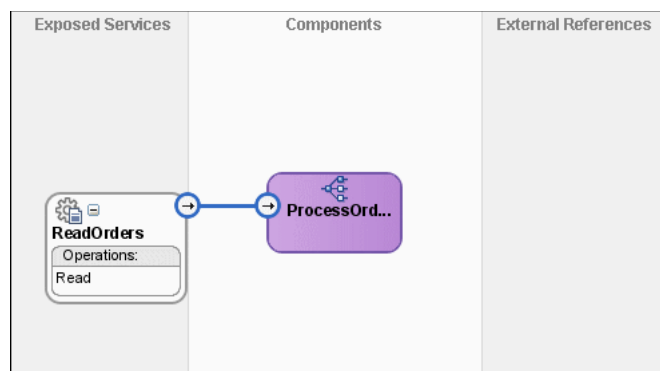 Exposed Services
Components
External References
ProcessOrd...
ReadOrders
Operations:
Read